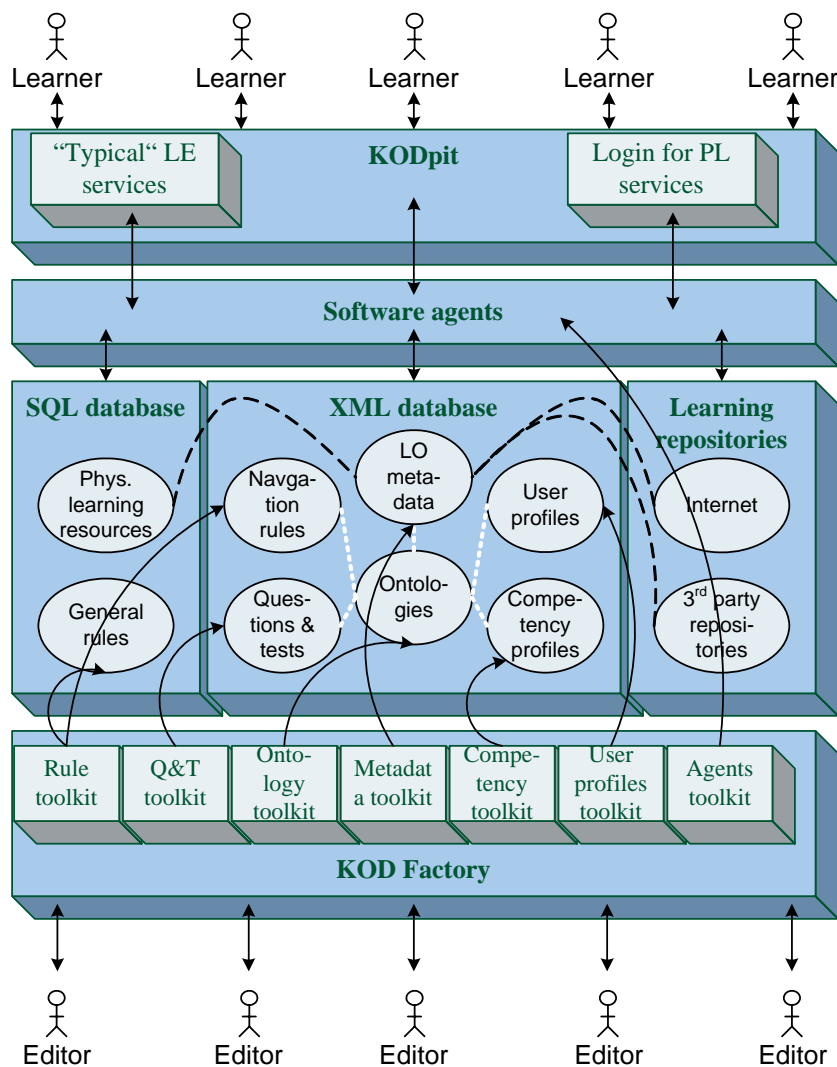 Learner Learner Learner Learner Learner
“Typical“ LE
services
KODpit
Login for PL
services
Software agents
SQL database
XML database
Learning
repositories
Phys.
learning
resources
Navga-
tion
rules
LO
meta-
data
User
profiles
Internet
General
rules
Ques-
tions &
tests
Ontolo-
gies
Compe-
tency
profiles
3rd party
reposi-
tories
Rule
toolkit
Q&T
toolkit
Onto-
logy
toolkit
Metadat
a toolkit
Compe-
tency
toolkit
User
profiles
toolkit
Agents
toolkit
KOD Factory
Editor Editor Editor Editor Editor